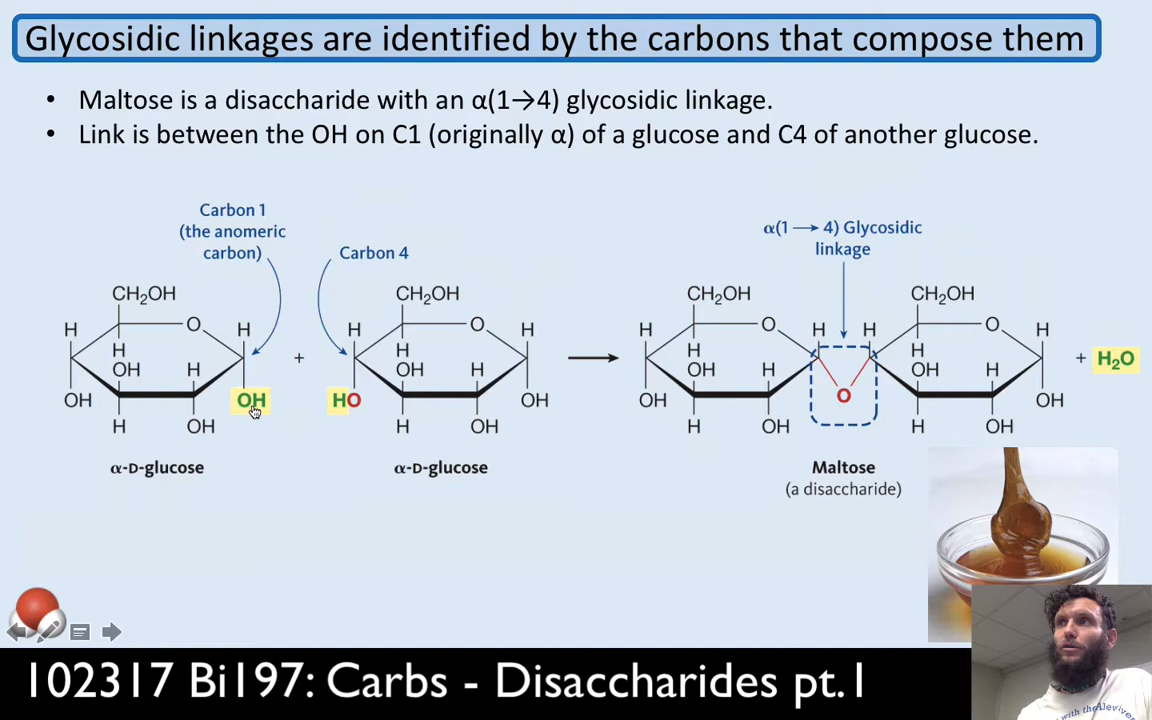 Glycosidic linkages are identified by the carbons that compose them
• Maltose is a disaccharide with an α(1→4) glycosidic linkage.
• Link is between the OH on C1 (originally α) of a glucose and C4 of another glucose.
Carbon 1
(the anomeric
carbon)
Carbon 4
α(1 → 4) Glycosidic
linkage
CH₂OH CH₂OH CH₂OH CH₂OH
O O O O
H H H H H H H H
H H H H
OH H OH H OH H OH H
+ → + H₂O
OH OH HO OH OH O OH
H OH H OH H OH H OH
α-D-glucose α-D-glucose Maltose
(a disaccharide)
with the Deviver
102317 Bi197: Carbs - Disaccharides pt.1